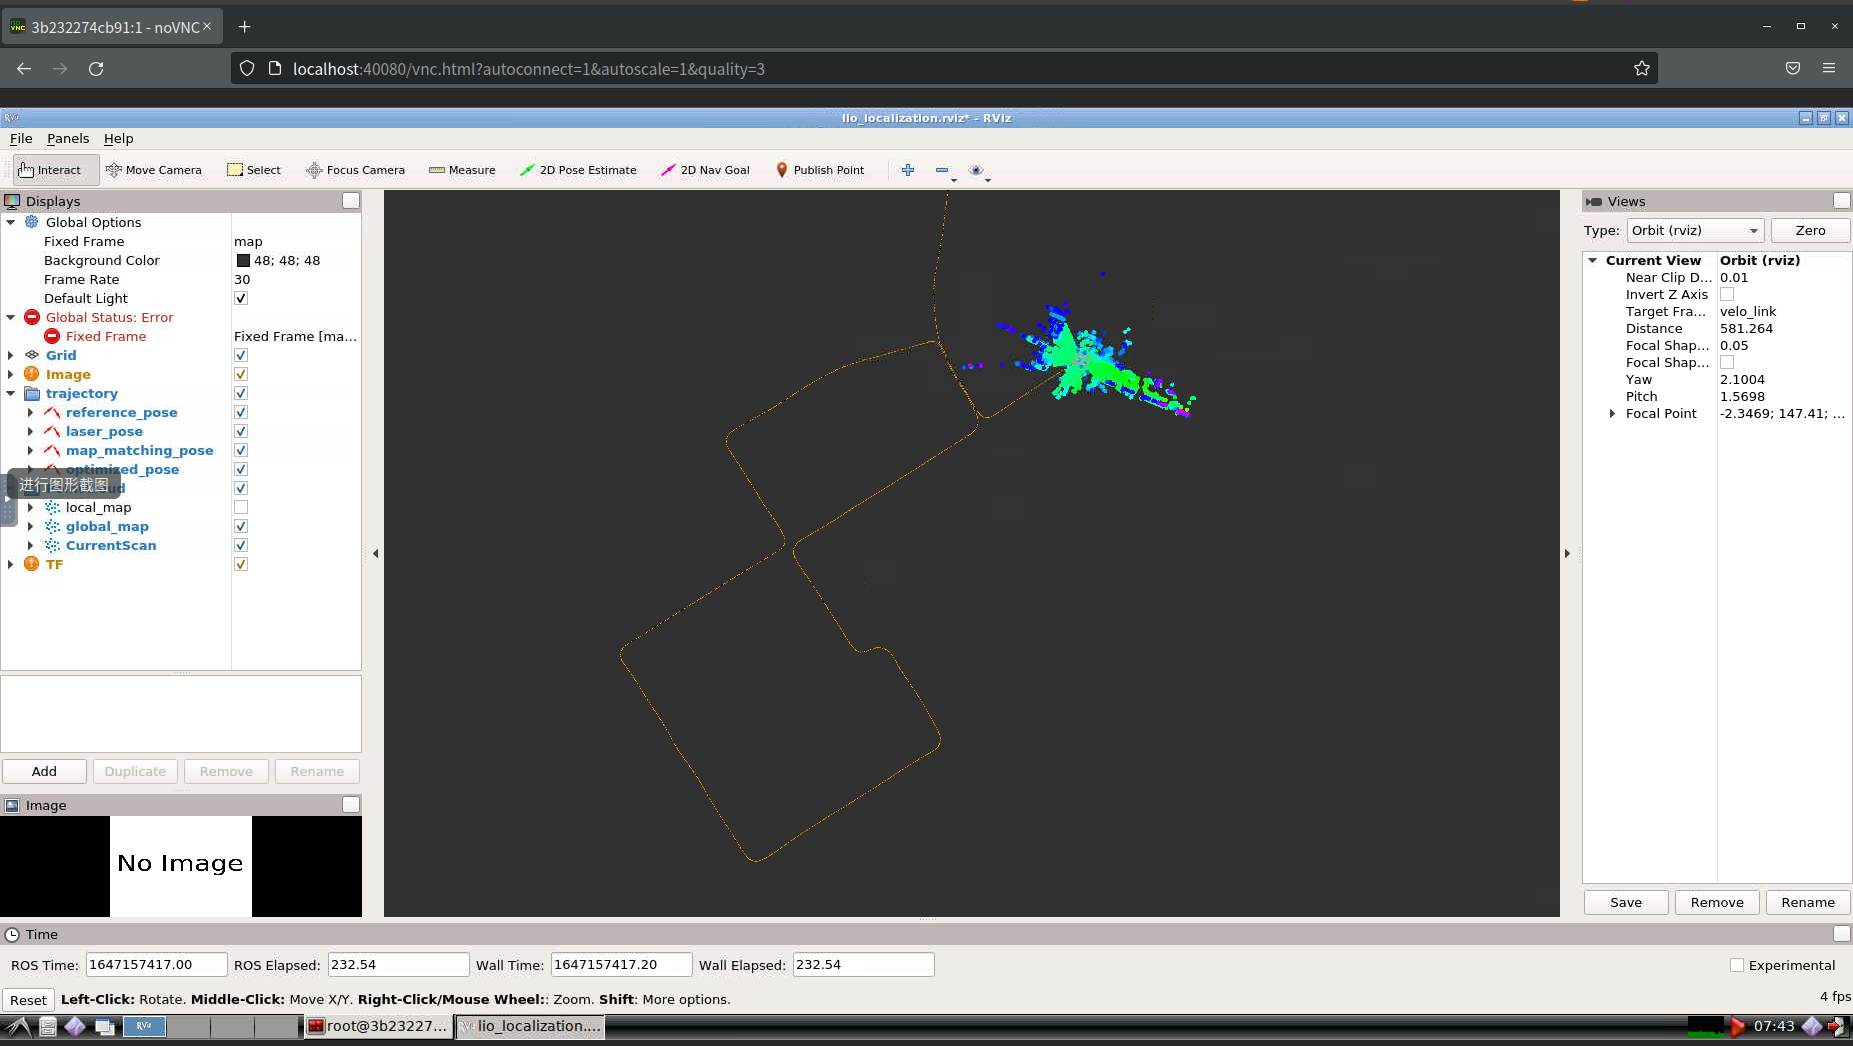 3b232274cb91:1 - noVNC
localhost:40080/vnc.html?autoconnect=1&autoscale=1&quality=3
lio_localization.rviz* - RViz
File Panels Help
Interact Move Camera Select Focus Camera Measure 2D Pose Estimate 2D Nav Goal Publish Point
Displays
Global Options
Fixed Frame map
Background Color 48; 48; 48
Frame Rate 30
Default Light
Global Status: Error
Fixed Frame Fixed Frame [ma...
Grid
Image
trajectory
reference_pose
laser_pose
map_matching_pose
optimized_pose
进行图形截图
local_map
global_map
CurrentScan
TF
Add Duplicate Remove Rename
Image
No Image
Views
Type: Orbit (rviz) Zero
Current View Orbit (rviz)
Near Clip D... 0.01
Invert Z Axis
Target Fra... velo_link
Distance 581.264
Focal Shap... 0.05
Focal Shap...
Yaw 2.1004
Pitch 1.5698
Focal Point -2.3469; 147.41; ...
Save Remove Rename
Time
ROS Time: 1647157417.00 ROS Elapsed: 232.54 Wall Time: 1647157417.20 Wall Elapsed: 232.54 Experimental
Reset Left-Click: Rotate. Middle-Click: Move X/Y. Right-Click/Mouse Wheel:: Zoom. Shift: More options. 4 fps
RViz root@3b23227... lio_localization.... 07:43